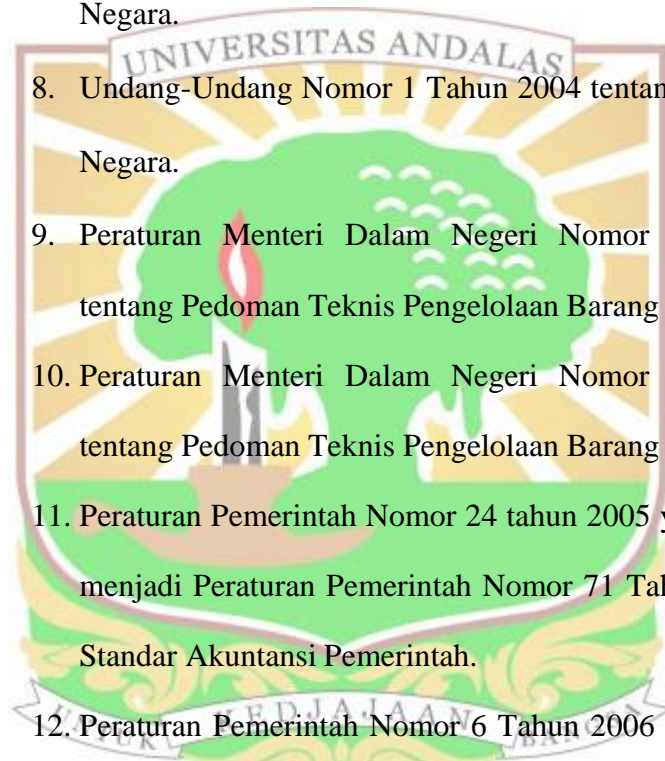 Negara.
UNIVERSITAS ANDALAS
8. Undang-Undang Nomor 1 Tahun 2004 tentan
Negara.
9. Peraturan Menteri Dalam Negeri Nomor
tentang Pedoman Teknis Pengelolaan Barang
10. Peraturan Menteri Dalam Negeri Nomor
tentang Pedoman Teknis Pengelolaan Barang
11. Peraturan Pemerintah Nomor 24 tahun 2005
menjadi Peraturan Pemerintah Nomor 71 Ta
Standar Akuntansi Pemerintah.
UNTUK KEDJAJAAN BANGSA
12. Peraturan Pemerintah Nomor 6 Tahun 2006